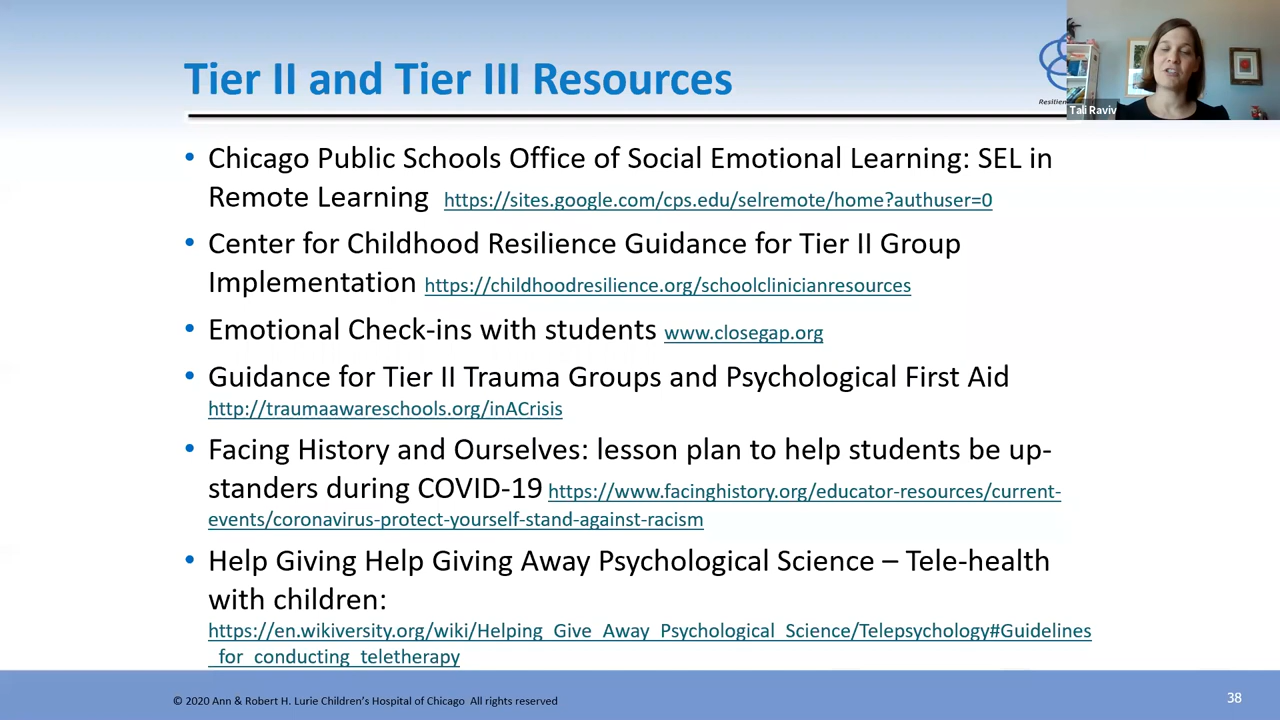 Tier II and Tier III Resources
Tali Raviv
• Chicago Public Schools Office of Social Emotional Learning: SEL in
Remote Learning https://sites.google.com/cps.edu/selremote/home?authuser=0
• Center for Childhood Resilience Guidance for Tier II Group
Implementation https://childhoodresilience.org/schoolclinicianresources
• Emotional Check-ins with students www.closegap.org
• Guidance for Tier II Trauma Groups and Psychological First Aid
http://traumaawareschools.org/inACrisis
• Facing History and Ourselves: lesson plan to help students be up-
standers during COVID-19 https://www.facinghistory.org/educator-resources/current-
events/coronavirus-protect-yourself-stand-against-racism
• Help Giving Help Giving Away Psychological Science – Tele-health
with children:
https://en.wikiversity.org/wiki/Helping_Give_Away_Psychological_Science/Telepsychology#Guidelines
_for_conducting_teletherapy
© 2020 Ann & Robert H. Lurie Children's Hospital of Chicago All rights reserved
38